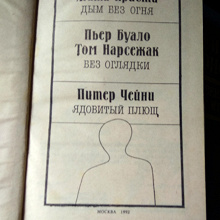 ДЫМ БЕЗ ОГНЯ
Пьер Буало
Том Нарсежак
БЕЗ ОГЛЯДКИ
Питер Чейни
ЯДОВИТЫЙ ПЛЮЩ
МОСКВА 1992